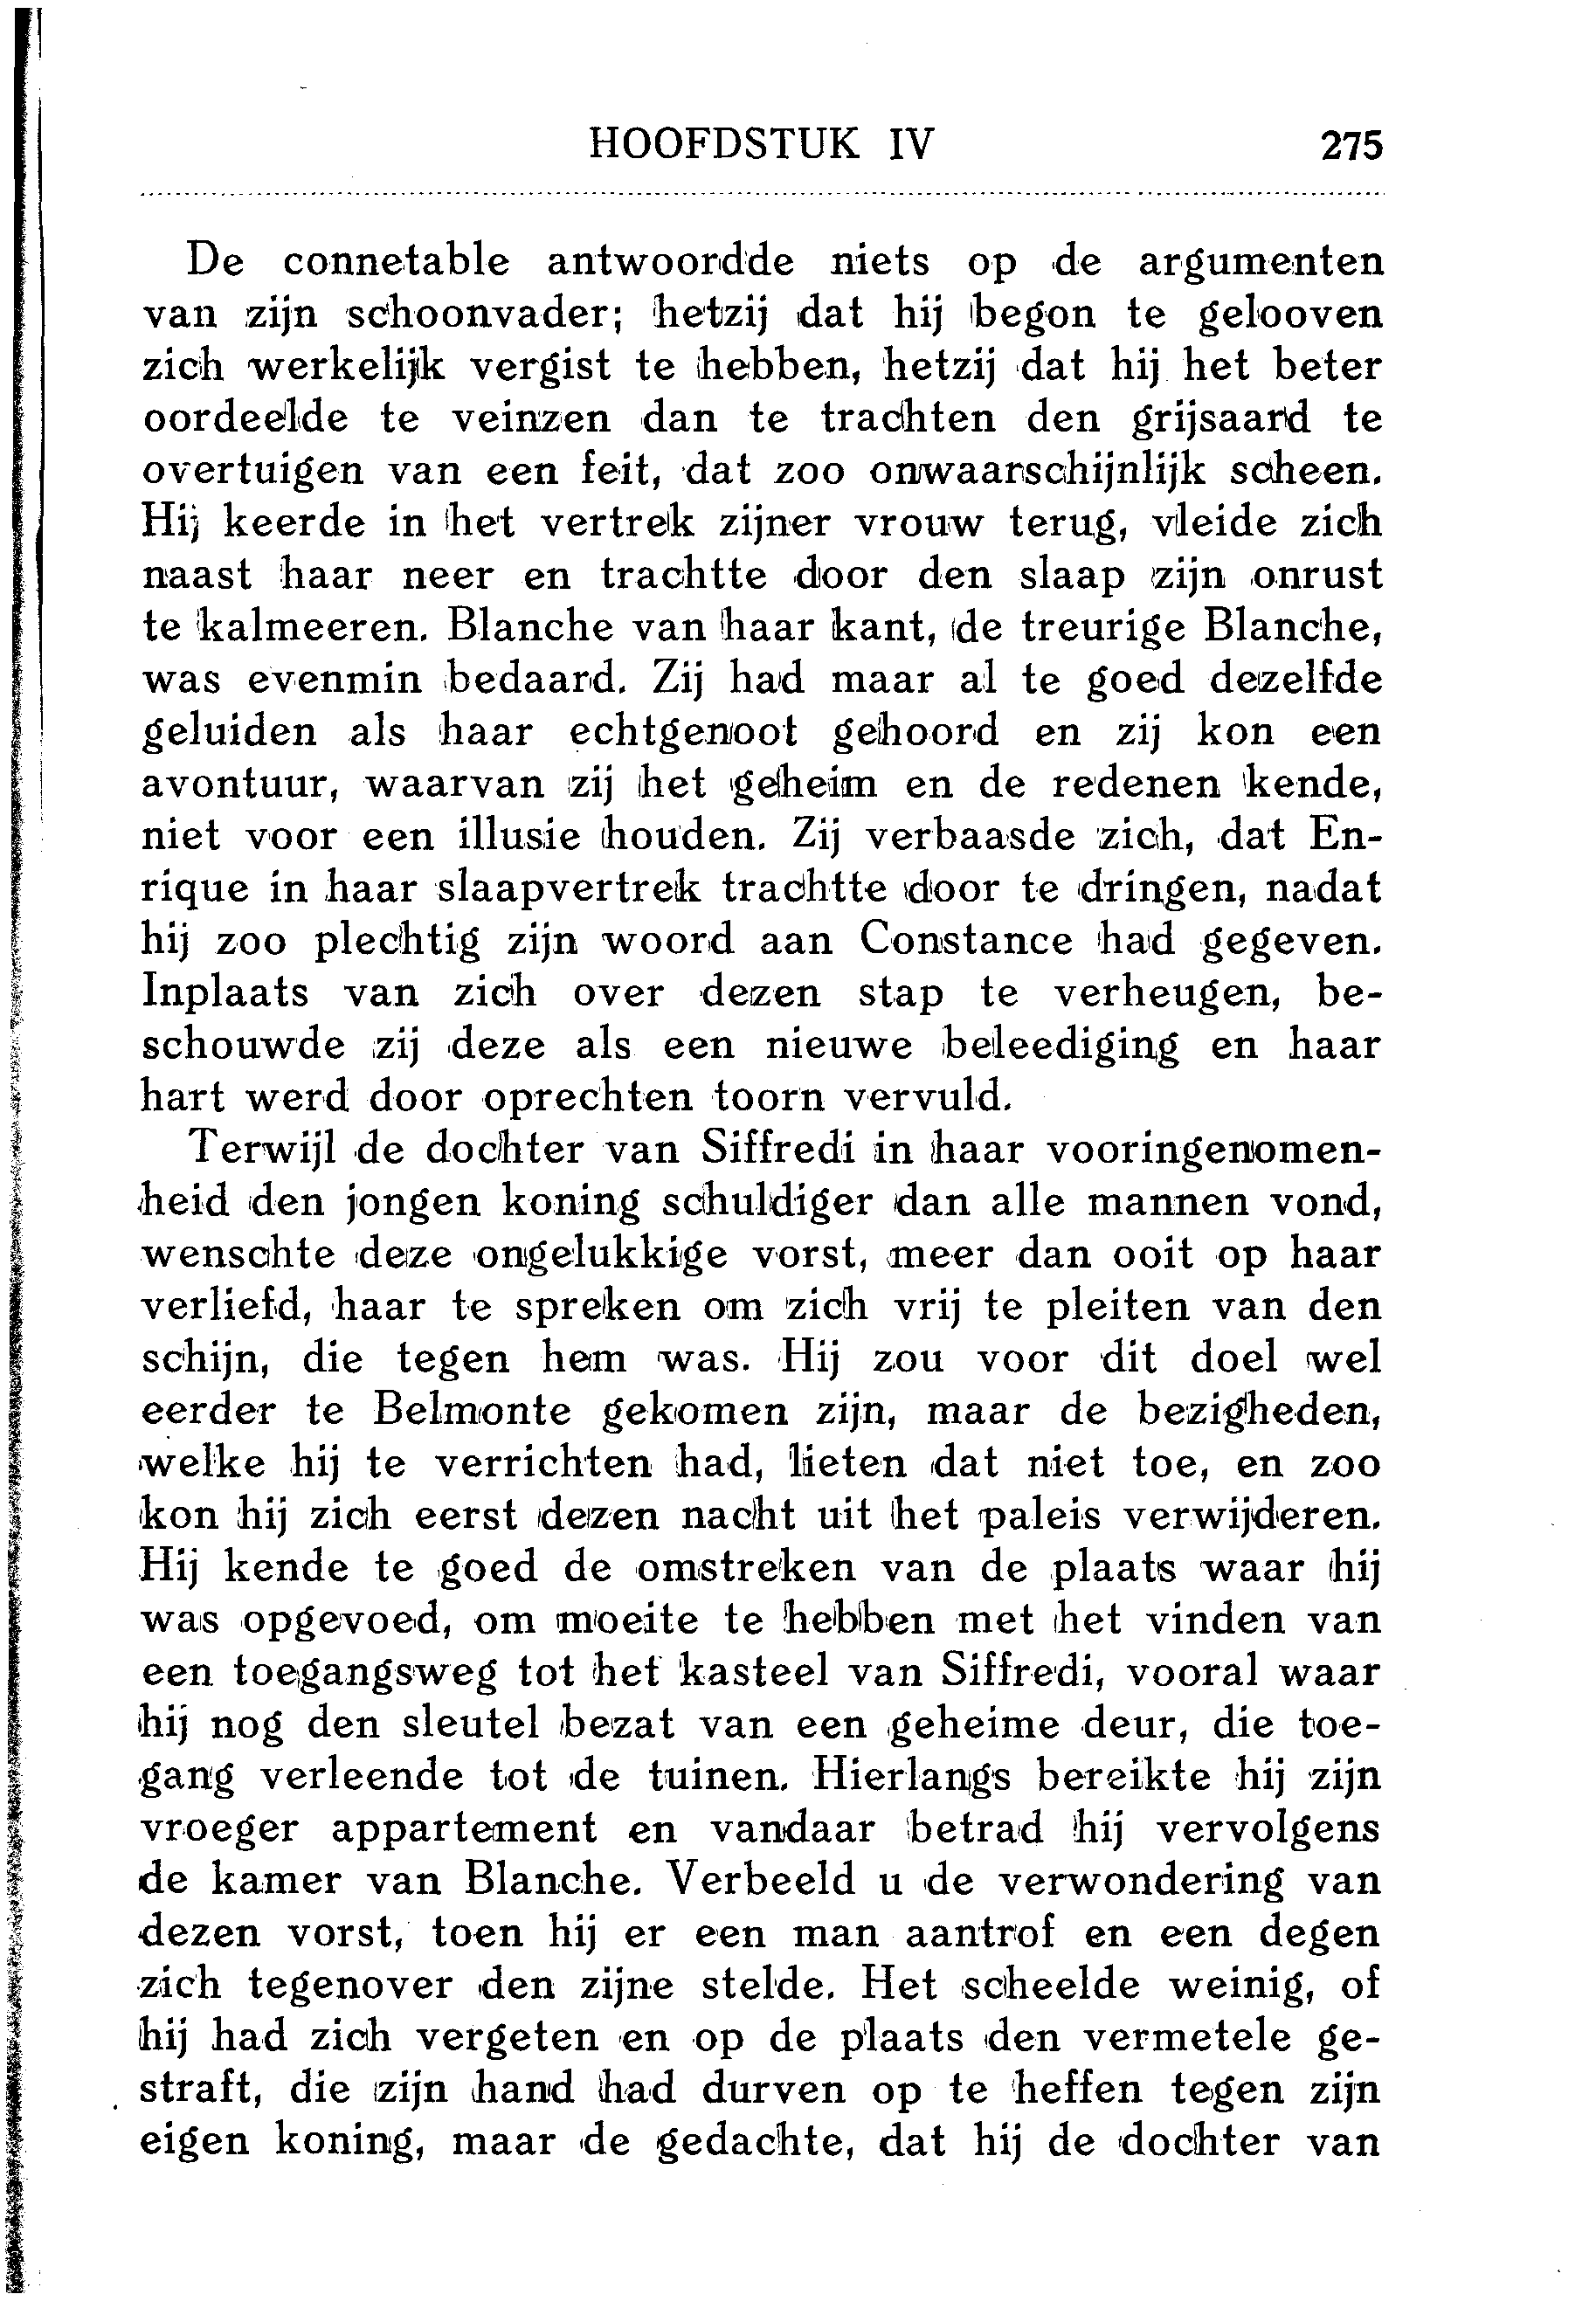 HOOFDSTUK IV 275
De connetable antwoordde niets op de argumenten
van zijn schoonvader; hetzij dat hij begon te gelooven
zich werkelijk vergist te hebben, hetzij dat hij het beter
oordeelde te veinzen dan te trachten den grijsaard te
overtuigen van een feit, dat zoo onwaarschijnlijk scheen.
Hij keerde in het vertrek zijner vrouw terug, vleide zich
naast haar neer en trachtte door den slaap zijn onrust
te kalmeeren. Blanche van haar kant, de treurige Blanche,
was evenmin bedaard. Zij had maar al te goed dezelfde
geluiden als haar echtgenoot gehoord en zij kon een
avontuur, waarvan zij het geheim en de redenen kende,
niet voor een illusie houden. Zij verbaasde zich, dat En-
rique in haar slaapvertrek trachtte door te dringen, nadat
hij zoo plechtig zijn woord aan Constance had gegeven.
Inplaats van zich over dezen stap te verheugen, be-
schouwde zij deze als een nieuwe beleediging en haar
hart werd door oprechten toorn vervuld.
Terwijl de dochter van Siffredi in haar vooringenomen-
heid den jongen koning schuldiger dan alle mannen vond,
wenschte deze ongelukkige vorst, meer dan ooit op haar
verliefd, haar te spreken om zich vrij te pleiten van den
schijn, die tegen hem was. Hij zou voor dit doel wel
eerder te Belmonte gekomen zijn, maar de bezigheden,
welke hij te verrichten had, lieten dat niet toe, en zoo
kon hij zich eerst dezen nacht uit het paleis verwijderen.
Hij kende te goed de omstreken van de plaats waar hij
was opgevoed, om moeite te hebben met het vinden van
een toegangsweg tot het kasteel van Siffredi, vooral waar
hij nog den sleutel bezat van een geheime deur, die toe-
gang verleende tot de tuinen. Hierlangs bereikte hij zijn
vroeger appartement en vandaar betrad hij vervolgens
de kamer van Blanche. Verbeeld u de verwondering van
dezen vorst, toen hij er een man aantrof en een degen
zich tegenover den zijne stelde. Het scheelde weinig, of
hij had zich vergeten en op de plaats den vermetele ge-
straft, die zijn hand had durven op te heffen tegen zijn
eigen koning, maar de gedachte, dat hij de dochter van